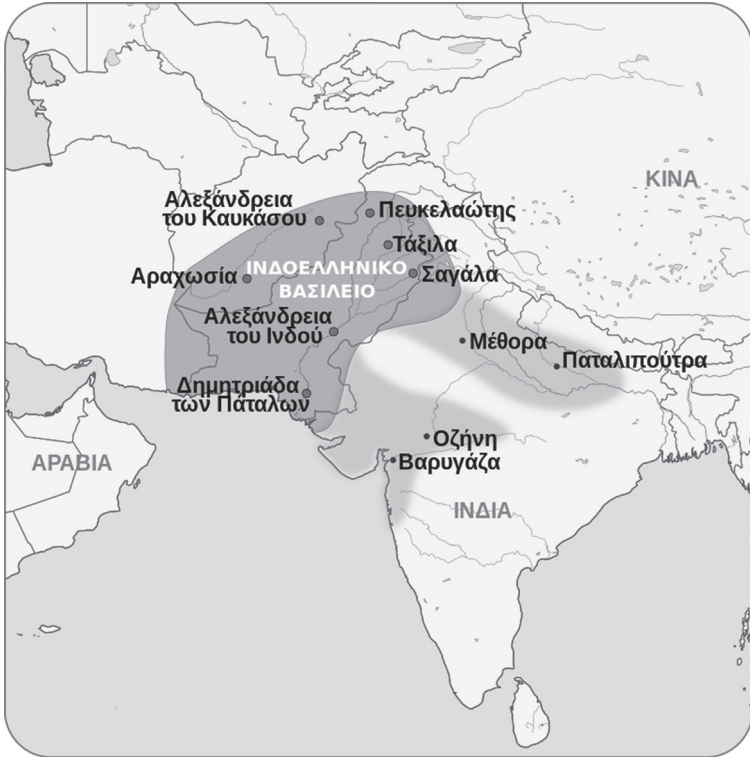 ΚΙΝΑ
Αλεξάνδρεια
του Καυκάσου
Πευκελαώτης
Τάξιλα
Αραχωσία
ΙΝΔΟΕΛΛΗΝΙΚΟ
ΒΑΣΙΛΕΙΟ
Σαγάλα
Αλεξάνδρεια
του Ινδού
Μέθορα
Παταλιπούτρα
Δημητριάδα
των Πατάλων
Οζήνη
Βαρυγάζα
ΑΡΑΒΙΑ
ΙΝΔΙΑ